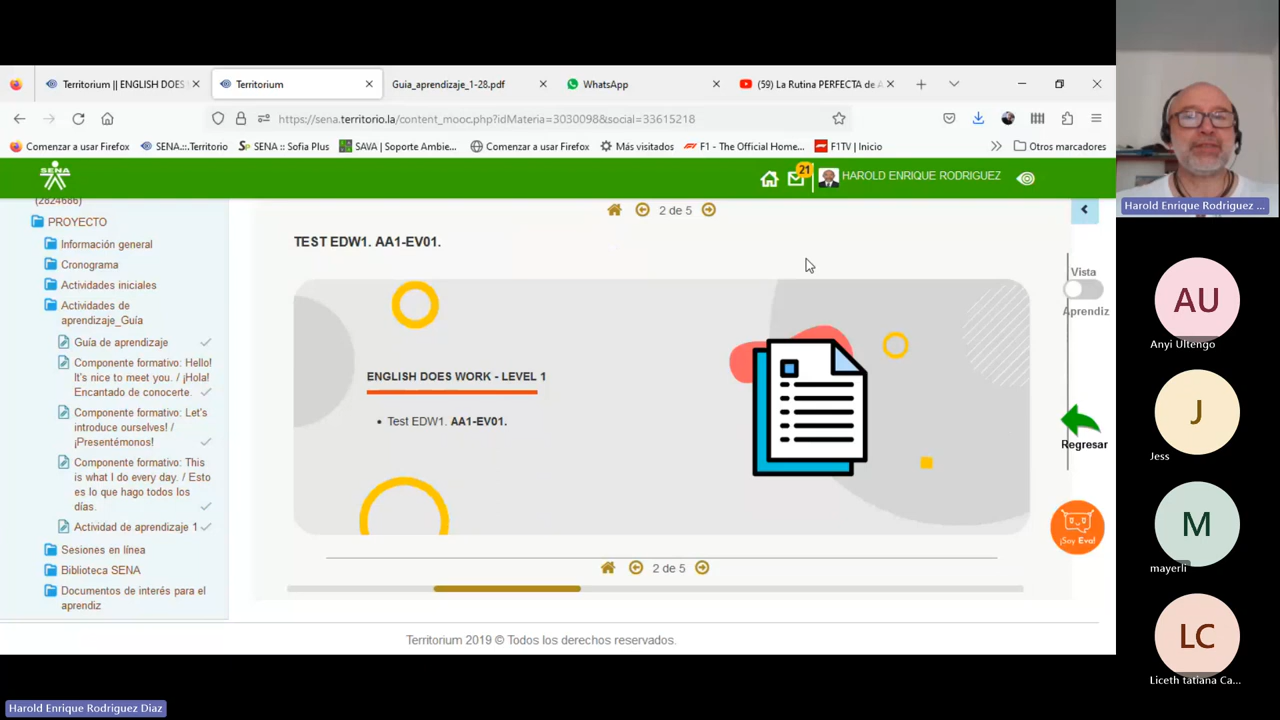 Territorium || ENGLISH DOES
Territorium
Guia_aprendizaje_1-28.pdf
WhatsApp
(59) La Rutina PERFECTA de
https://sena.territorio.la/content_mooc.php?idMateria=3030098&social=33615218
Comenzar a usar Firefox
SENA.::.Territorio
SENA :: Sofia Plus
SAVA | Soporte Ambie...
Comenzar a usar Firefox
Más visitados
F1 - The Official Home...
F1TV | Inicio
Otros marcadores
SENA
21
HAROLD ENRIQUE RODRIGUEZ
(2824686)
PROYECTO
Información general
Cronograma
Actividades iniciales
Actividades de
aprendizaje_Guía
Guía de aprendizaje
Componente formativo: Hello!
It's nice to meet you. / ¡Hola!
Encantado de conocerte.
Componente formativo: Let's
introduce ourselves! /
¡Presentémonos!
Componente formativo: This
is what I do every day. / Esto
es lo que hago todos los
días.
Actividad de aprendizaje 1
Sesiones en línea
Biblioteca SENA
Documentos de interés para el
aprendiz
2 de 5
TEST EDW1. AA1-EV01.
ENGLISH DOES WORK - LEVEL 1
• Test EDW1. AA1-EV01.
2 de 5
Vista
Aprendiz
Regresar
¡Soy Eva!
Territorium 2019 © Todos los derechos reservados.
Harold Enrique Rodriguez ...
AU
Anyi Ultengo
J
Jess
M
mayerli
LC
Liceth tatiana Ca...
Harold Enrique Rodriguez Diaz